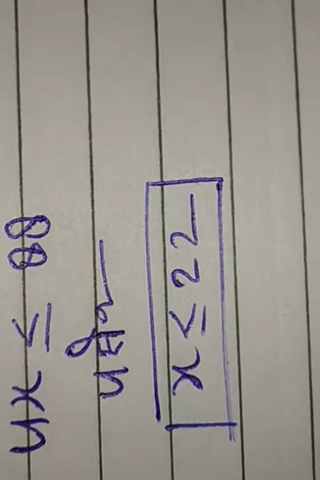 4x ≤ 88
x ≤ 22